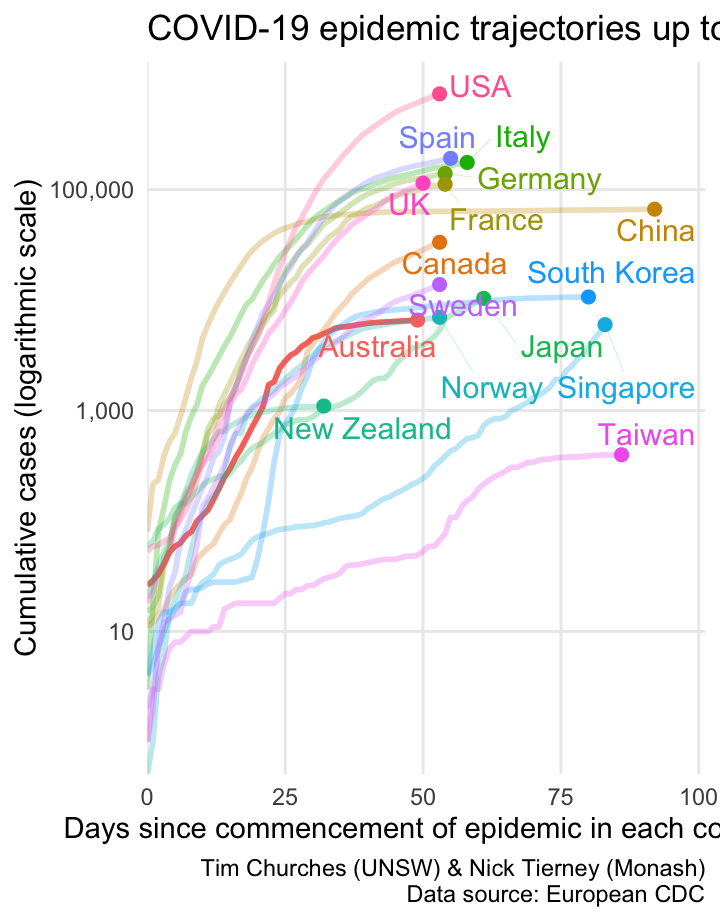 COVID-19 epidemic trajectories up to
Cumulative cases (logarithmic scale)
100,000
1,000
10
USA
Spain
Italy
Germany
UK
France
China
Canada
South Korea
Sweden
Australia
Japan
Norway
Singapore
New Zealand
Taiwan
0
25
50
75
100
Days since commencement of epidemic in each co
Tim Churches (UNSW) & Nick Tierney (Monash)
Data source: European CDC